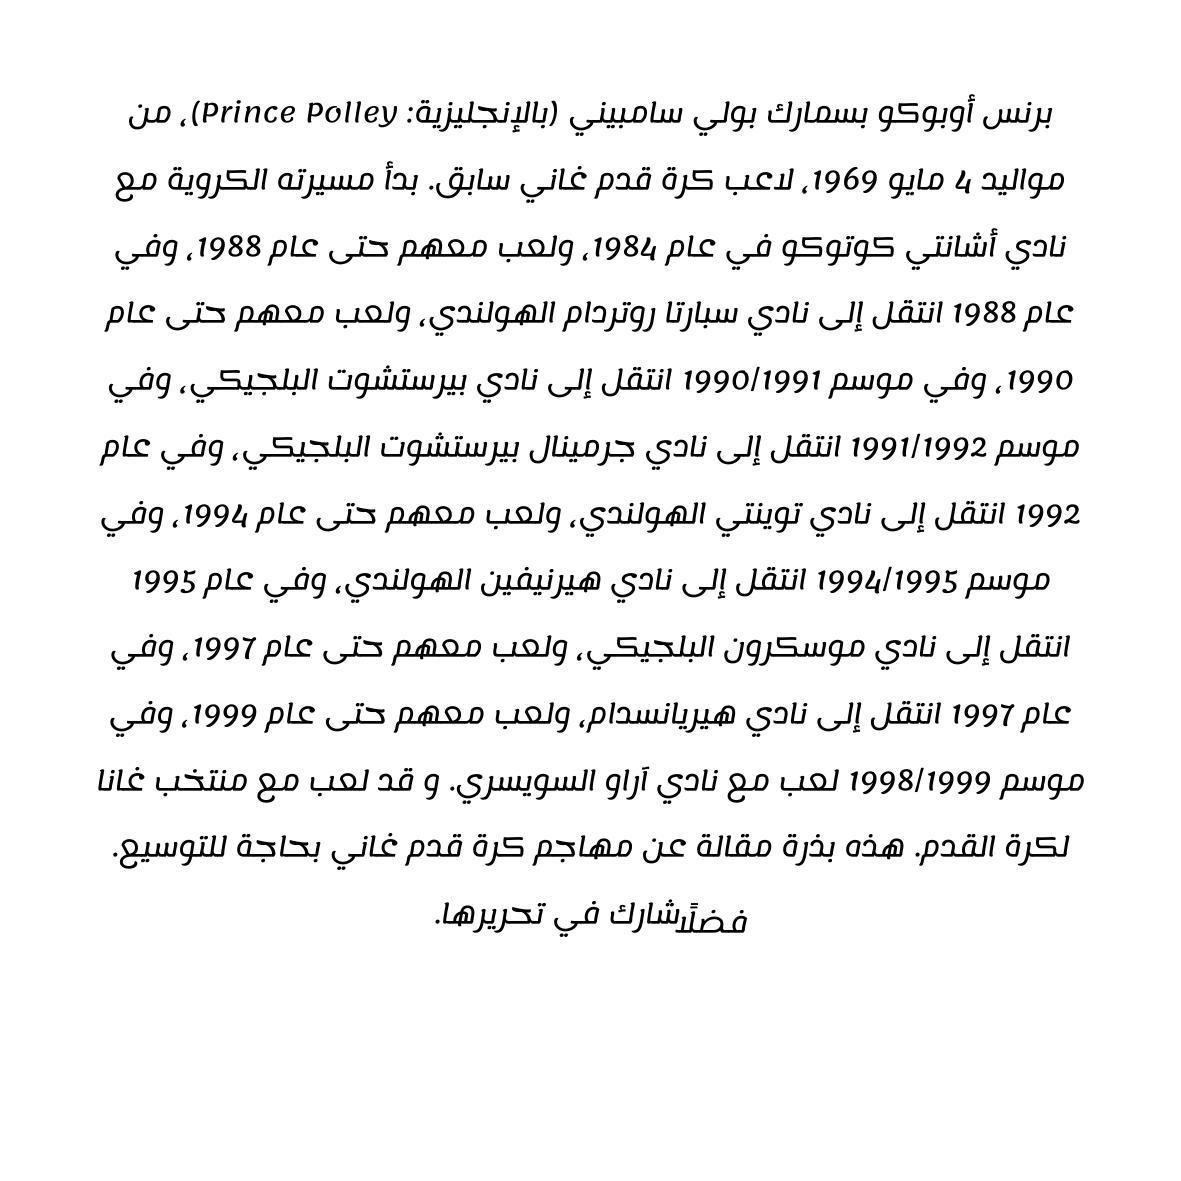 برنس أوبوكو بسمارك بولي سامبيني (بالإنجليزية: Prince Polley)، من
مواليد 4 مايو 1969، لاعب كرة قدم غاني سابق. بدأ مسيرته الكروية مع
نادي أشانتي كوتوكو في عام 1984، ولعب معهم حتى عام 1988، وفي
عام 1988 انتقل إلى نادي سبارتا روتردام الهولندي، ولعب معهم حتى عام
1990، وفي موسم 1990/1991 انتقل إلى نادي بيرستشوت البلجيكي، وفي
موسم 1991/1992 انتقل إلى نادي جرمينال بيرستشوت البلجيكي، وفي عام
1992 انتقل إلى نادي توينتي الهولندي، ولعب معهم حتى عام 1994، وفي
موسم 1994/1995 انتقل إلى نادي هيرنيفين الهولندي، وفي عام 1995
انتقل إلى نادي موسكرون البلجيكي، ولعب معهم حتى عام 1997، وفي
عام 1997 انتقل إلى نادي هيريانسدام، ولعب معهم حتى عام 1999، وفي
موسم 1998/1999 لعب مع نادي آراو السويسري. و قد لعب مع منتخب غانا
لكرة القدم. هذه بذرة مقالة عن مهاجم كرة قدم غاني بحاجة للتوسيع.
فضلًا شارك في تحريرها.